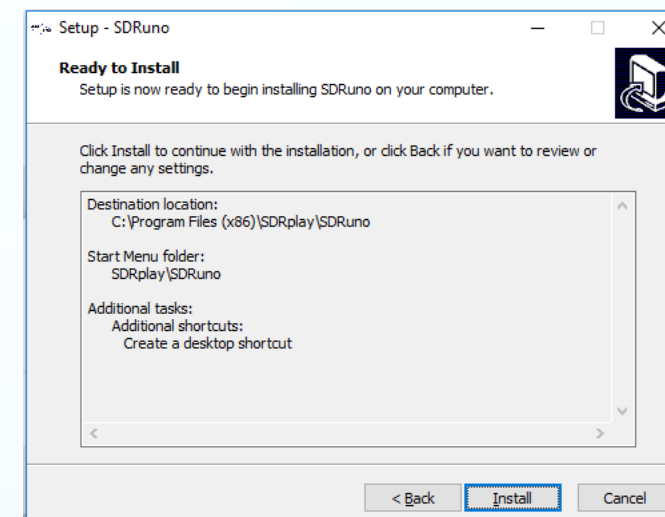 Setup - SDRuno
Ready to Install
Setup is now ready to begin installing SDRuno on your computer.
Click Install to continue with the installation, or click Back if you want to review or
change any settings.
Destination location:
C:\Program Files (x86)\SDRplay\SDRuno
Start Menu folder:
SDRplay\SDRuno
Additional tasks:
Additional shortcuts:
Create a desktop shortcut
< Back
Install
Cancel